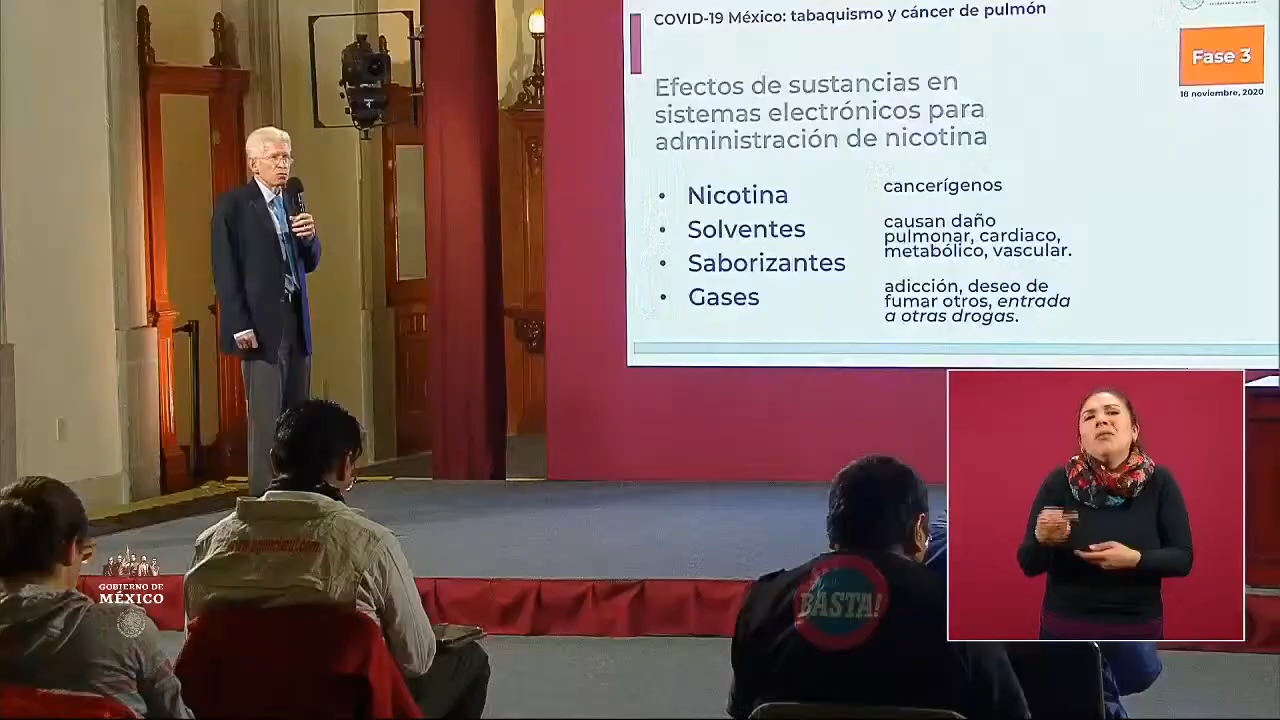 COVID-19 México: tabaquismo y cáncer de pulmón
Fase 3
18 noviembre, 2020
Efectos de sustancias en
sistemas electrónicos para
administración de nicotina
• Nicotina
• Solventes
• Saborizantes
• Gases
cancerígenos
causan daño
pulmonar, cardiaco,
metabólico, vascular.
adicción, deseo de
fumar otros, entrada
a otras drogas.
BASTA!
GOBIERNO DE
MÉXICO